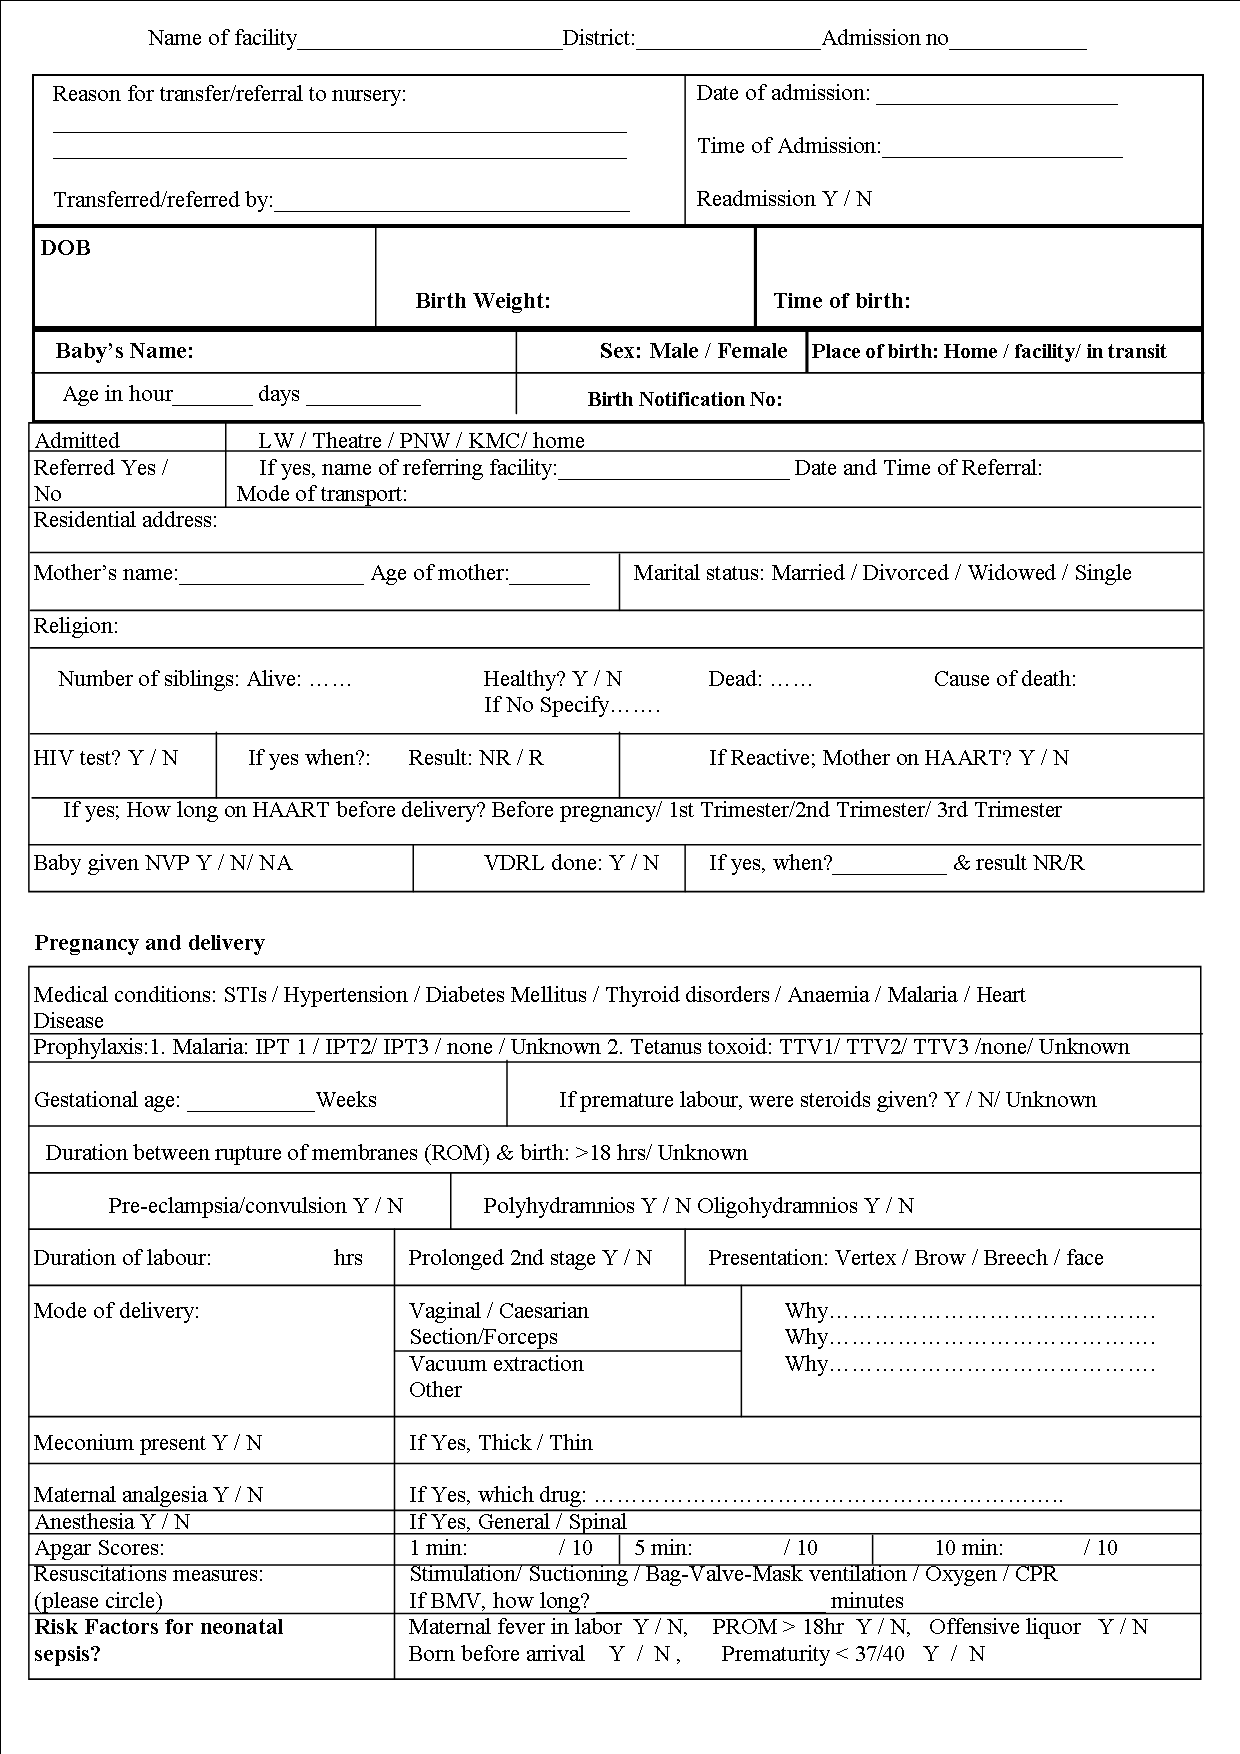 Name of facility_______________________District:________________Admission no____________
Reason for transfer/referral to nursery: Date of admission: _____________________
__________________________________________________
__________________________________________________ Time of Admission:_____________________
Transferred/referred by:_______________________________ Readmission Y / N
DOB
Birth Weight: Time of birth:
Baby’s Name: Sex: Male / Female Place of birth: Home / facility/ in transit
Age in hour_______ days __________ Birth Notification No:
Admitted LW / Theatre / PNW / KMC/ home
Referred Yes / If yes, name of referring facility:____________________ Date and Time of Referral:
No Mode of transport:
Residential address:
Mother’s name:________________ Age of mother:_______ Marital status: Married / Divorced / Widowed / Single
Religion:
Number of siblings: Alive: …… Healthy? Y / N Dead: …… Cause of death:
If No Specify…….
HIV test? Y / N If yes when?: Result: NR / R If Reactive; Mother on HAART? Y / N
If yes; How long on HAART before delivery? Before pregnancy/ 1st Trimester/2nd Trimester/ 3rd Trimester
Baby given NVP Y / N/ NA VDRL done: Y / N If yes, when?__________ & result NR/R
Pregnancy and delivery
Medical conditions: STIs / Hypertension / Diabetes Mellitus / Thyroid disorders / Anaemia / Malaria / Heart
Disease
Prophylaxis:1. Malaria: IPT 1 / IPT2/ IPT3 / none / Unknown 2. Tetanus toxoid: TTV1/ TTV2/ TTV3 /none/ Unknown
Gestational age: ___________Weeks If premature labour, were steroids given? Y / N/ Unknown
Duration between rupture of membranes (ROM) & birth: >18 hrs/ Unknown
Pre-eclampsia/convulsion Y / N Polyhydramnios Y / N Oligohydramnios Y / N
Duration of labour: hrs Prolonged 2nd stage Y / N Presentation: Vertex / Brow / Breech / face
Mode of delivery: Vaginal / Caesarian Why…………………………………….
Section/Forceps Why…………………………………….
Vacuum extraction Why…………………………………….
Other
Meconium present Y / N If Yes, Thick / Thin
Maternal analgesia Y / N If Yes, which drug: ……………………………………………………..
Anesthesia Y / N If Yes, General / Spinal
Apgar Scores: 1 min: / 10 5 min: / 10 10 min: / 10
Resuscitations measures: Stimulation/ Suctioning / Bag-Valve-Mask ventilation / Oxygen / CPR
(please circle) If BMV, how long? ____________________ minutes
Risk Factors for neonatal Maternal fever in labor Y / N, PROM > 18hr Y / N, Offensive liquor Y / N
sepsis? Born before arrival Y / N , Prematurity < 37/40 Y / N